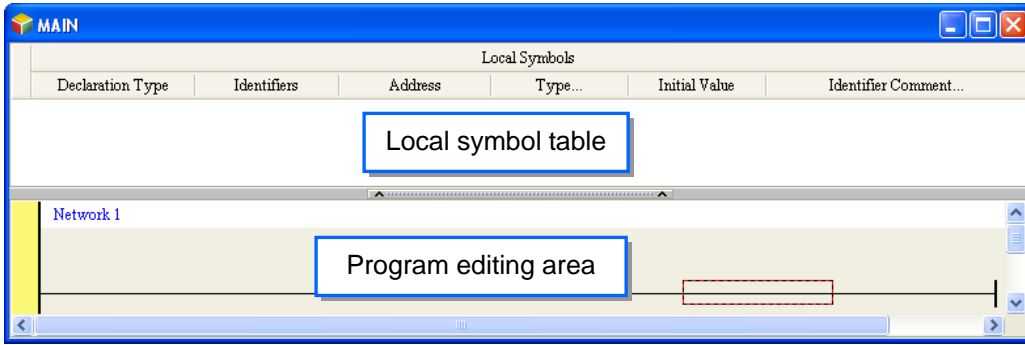 MAIN
Local Symbols
Declaration Type Identifiers Address Type... Initial Value Identifier Comment...
Local symbol table
Network 1
Program editing area